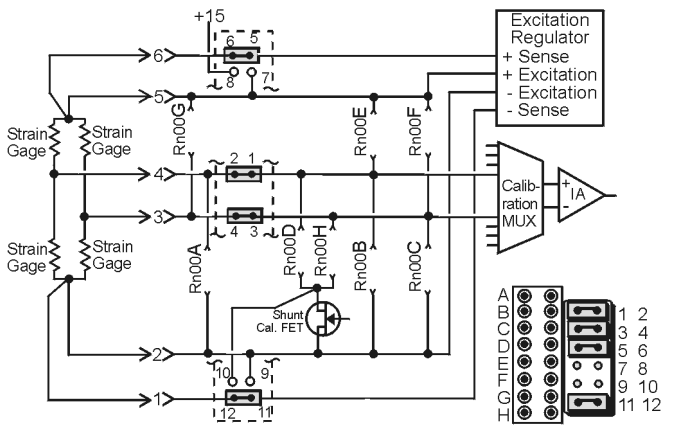 +15
Excitation
Regulator
+ Sense
+ Excitation
- Excitation
- Sense
6
6 5
8 7
5
Rn00G
Rn00E
Rn00F
Strain
Gage
Strain
Gage
4
2 1
3
4 3
Calib-
ration
MUX
+
-
IA
Strain
Gage
Strain
Gage
Rn00A
Rn00D
Rn00H
Rn00B
Rn00C
Shunt
Cal. FET
2
10 9
1
12 11
A
B
C
D
E
F
G
H
1 2
3 4
5 6
7 8
9 10
11 12